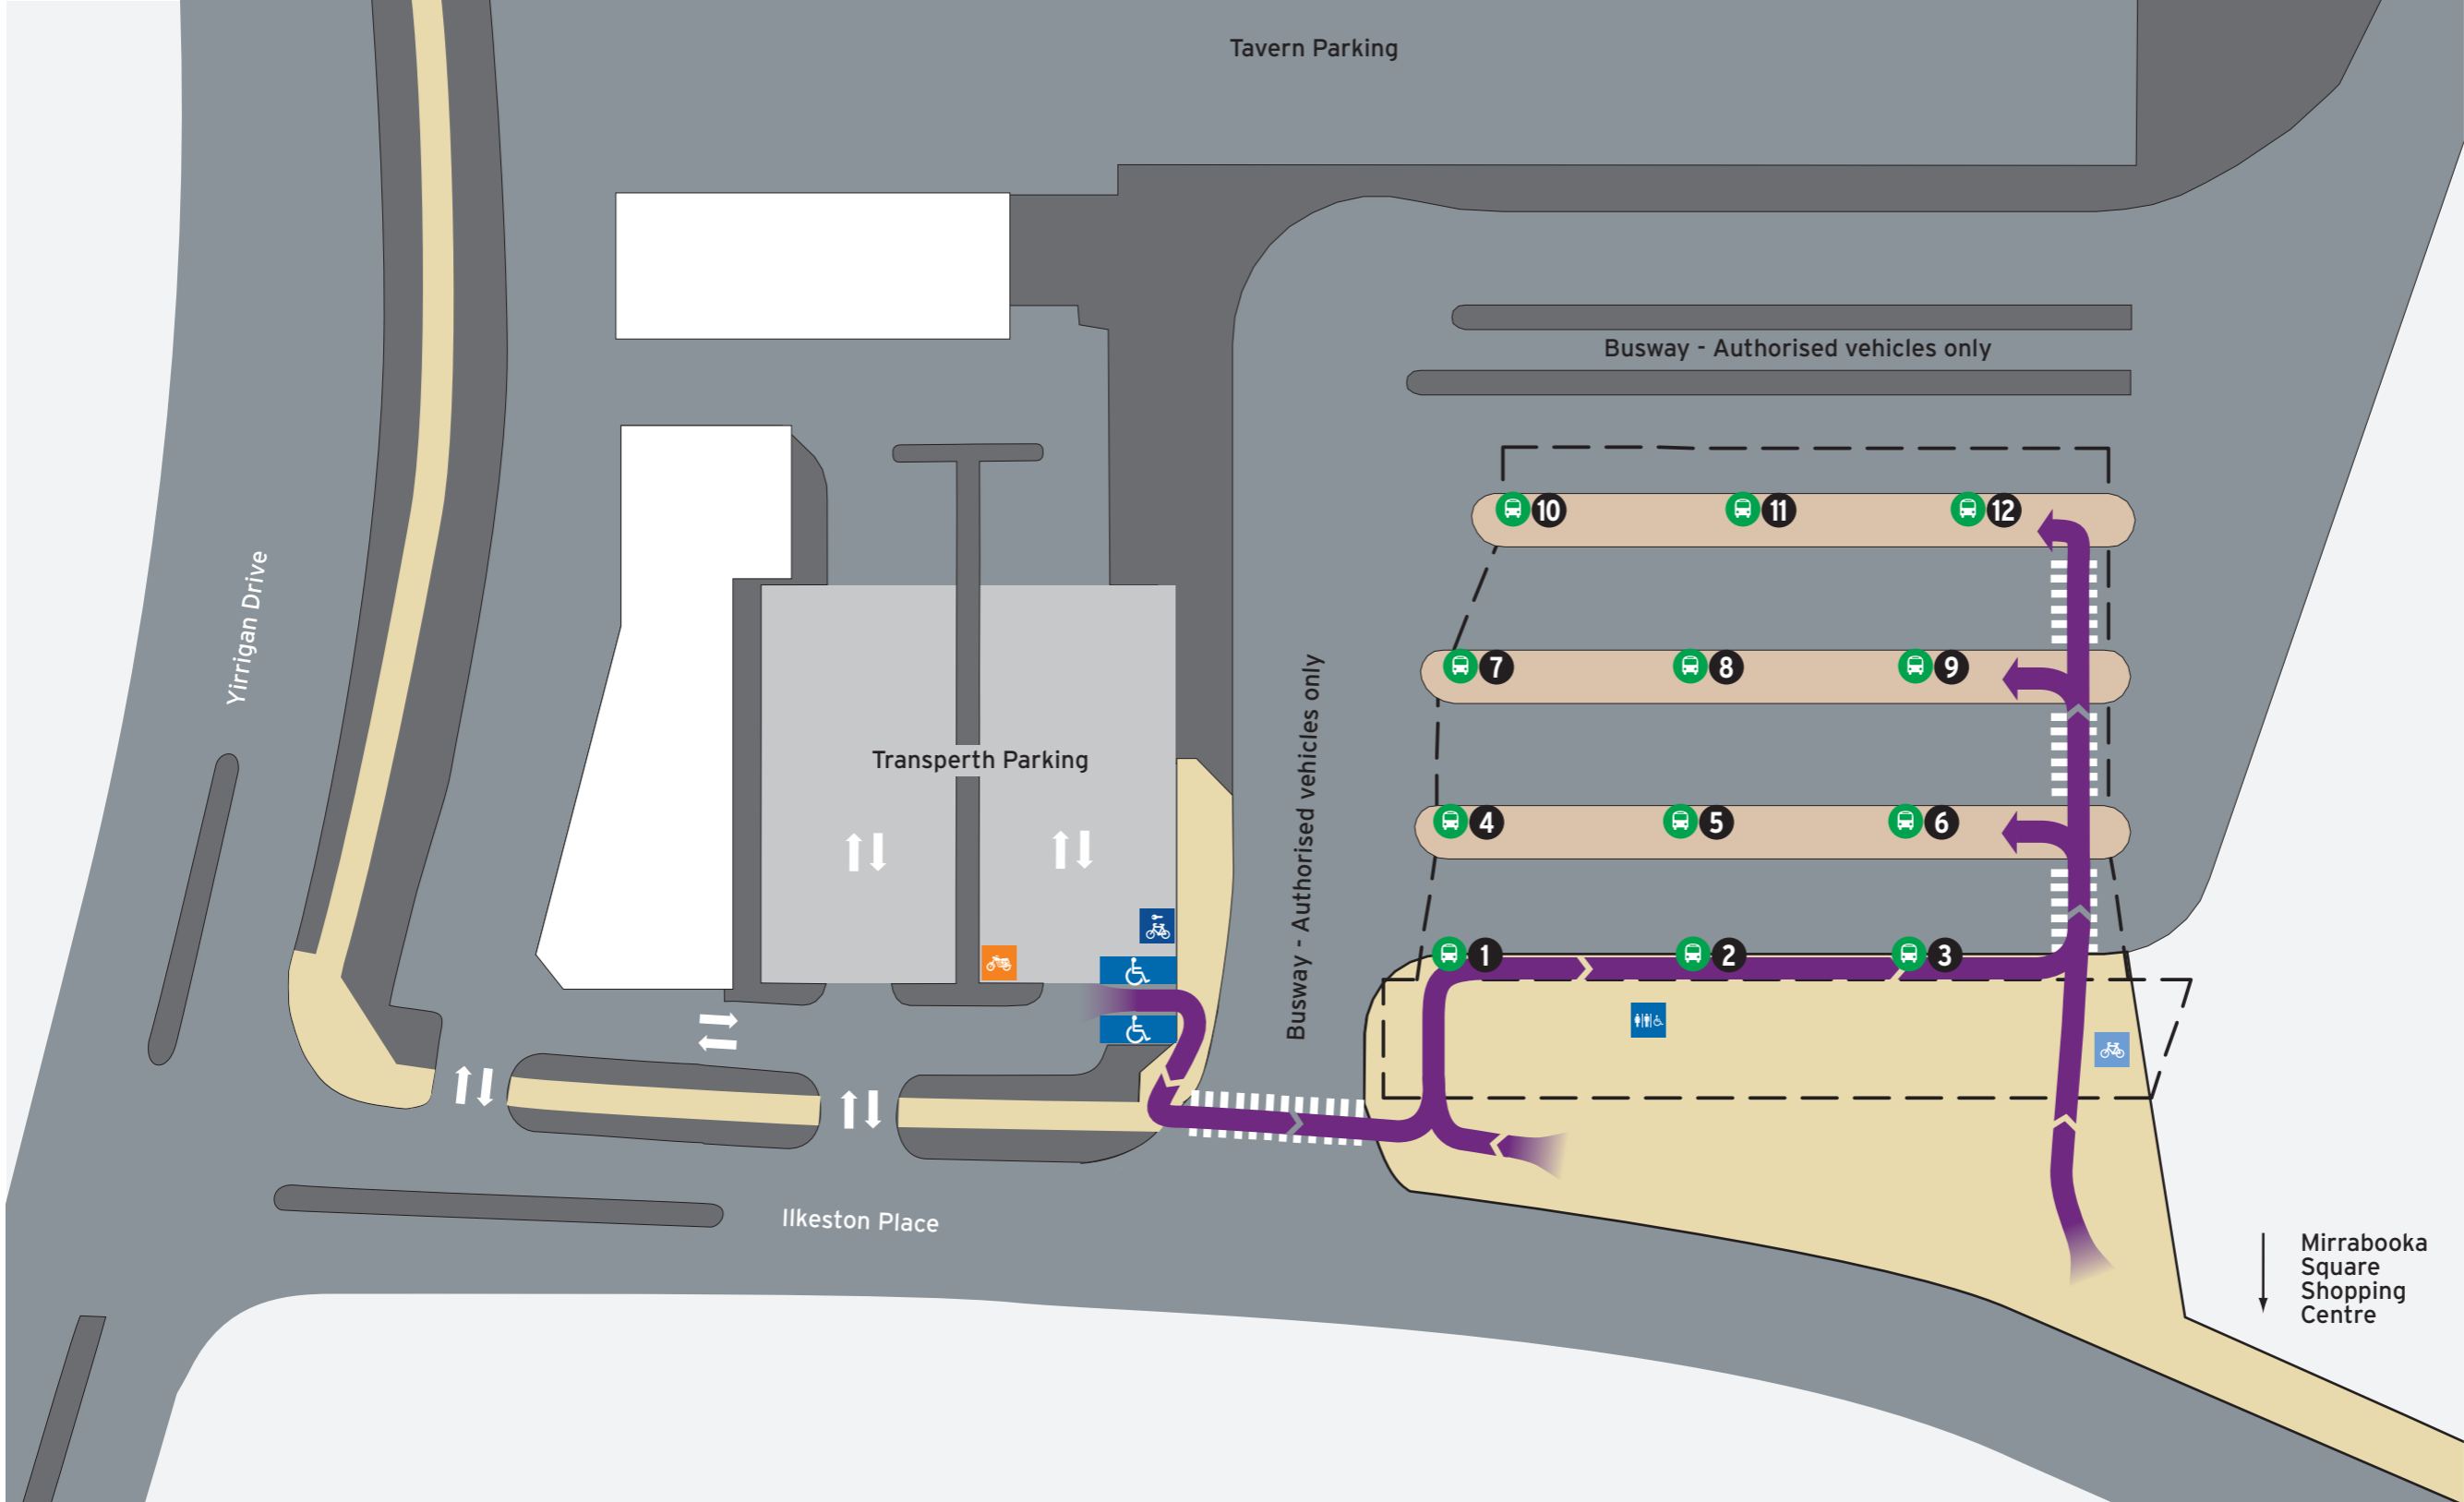 Tavern Parking
Busway - Authorised vehicles only
10
11
12
Yirrigan Drive
7
8
9
Busway - Authorised vehicles only
Transperth Parking
4
5
6
1
2
3
Ilkeston Place
Mirrabooka
Square
Shopping
Centre